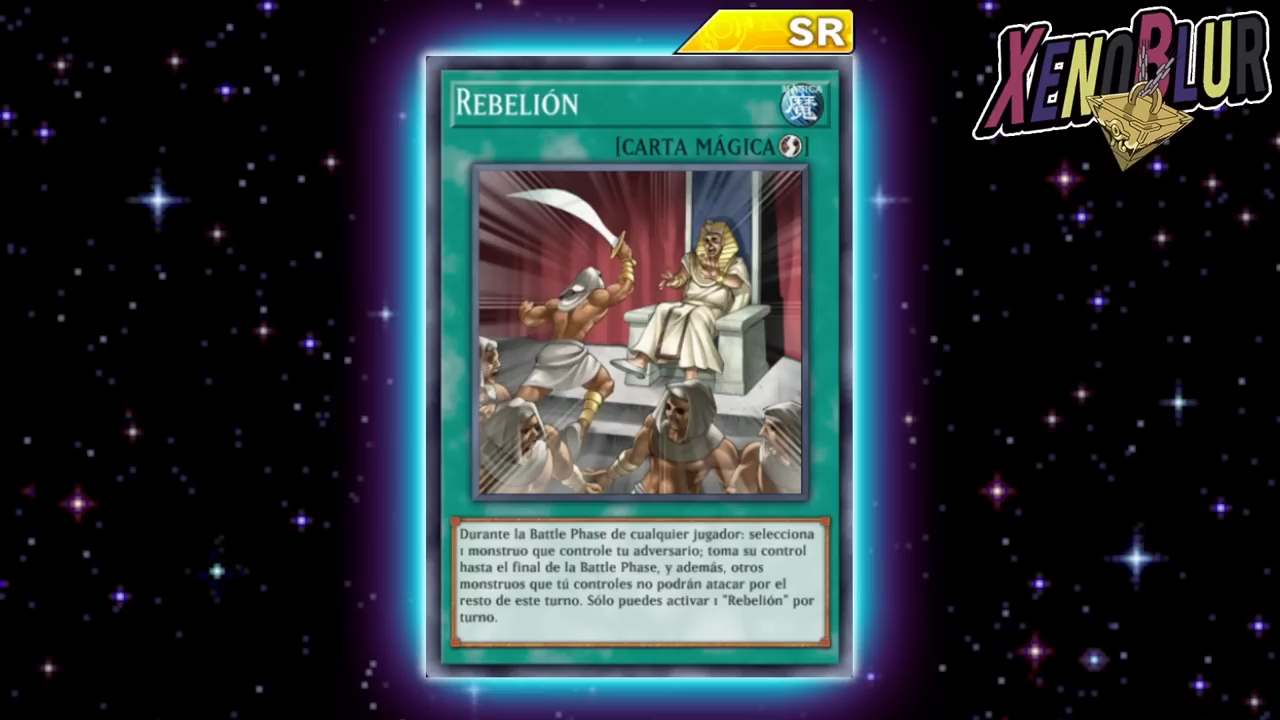 SR
XENOBLUR
REBELIÓN
MÁGICA
魔
[CARTA MÁGICA]
Durante la Battle Phase de cualquier jugador: selecciona
1 monstruo que controle tu adversario; toma su control
hasta el final de la Battle Phase, y además, otros
monstruos que tú controles no podrán atacar por el
resto de este turno. Sólo puedes activar 1 "Rebelión" por
turno.